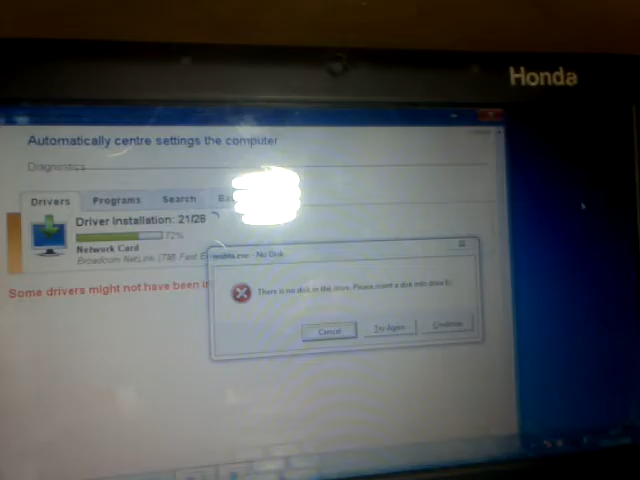 Honda
Automatically centre settings the computer
Diagnostics
Drivers Programs Search
Driver Installation: 21/26
72%
Network Card
Broadcom NetLink
Some drivers might not have been
- No Disk
There is no disk in the drive. Please insert a disk into drive
Cancel Try Again Continue